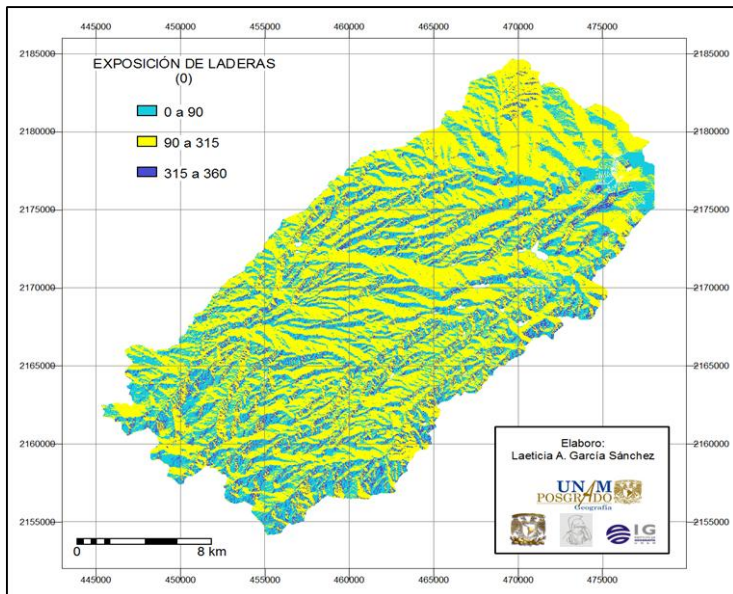 445000 450000 455000 460000 465000 470000 475000
2185000 2185000
EXPOSICIÓN DE LADERAS
(0)
0 a 90
90 a 315
315 a 360
2180000 2180000
2175000 2175000
2170000 2170000
2165000 2165000
2160000 2160000
2155000 2155000
Elaboro:
Laeticia A. García Sánchez
UNAM
POSGRADO
Geografía
IG
0 8 km
445000 450000 455000 460000 465000 470000 475000